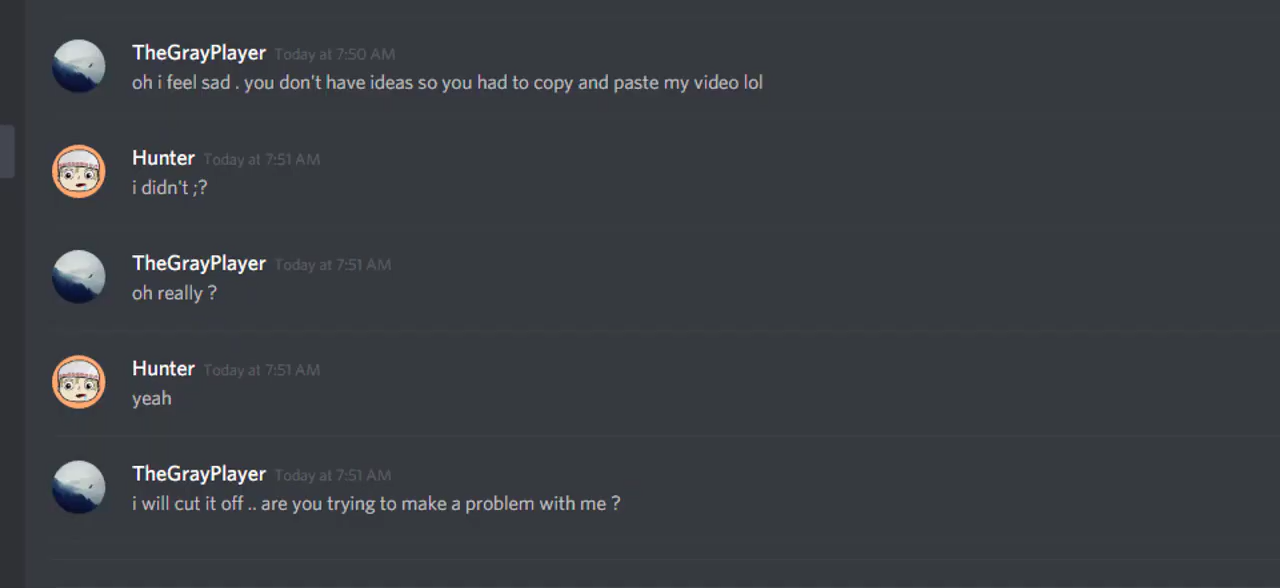 TheGrayPlayer Today at 7:50 AM
oh i feel sad . you don't have ideas so you had to copy and paste my video lol
Hunter Today at 7:51 AM
i didn't ;?
TheGrayPlayer Today at 7:51 AM
oh really ?
Hunter Today at 7:51 AM
yeah
TheGrayPlayer Today at 7:51 AM
i will cut it off .. are you trying to make a problem with me ?